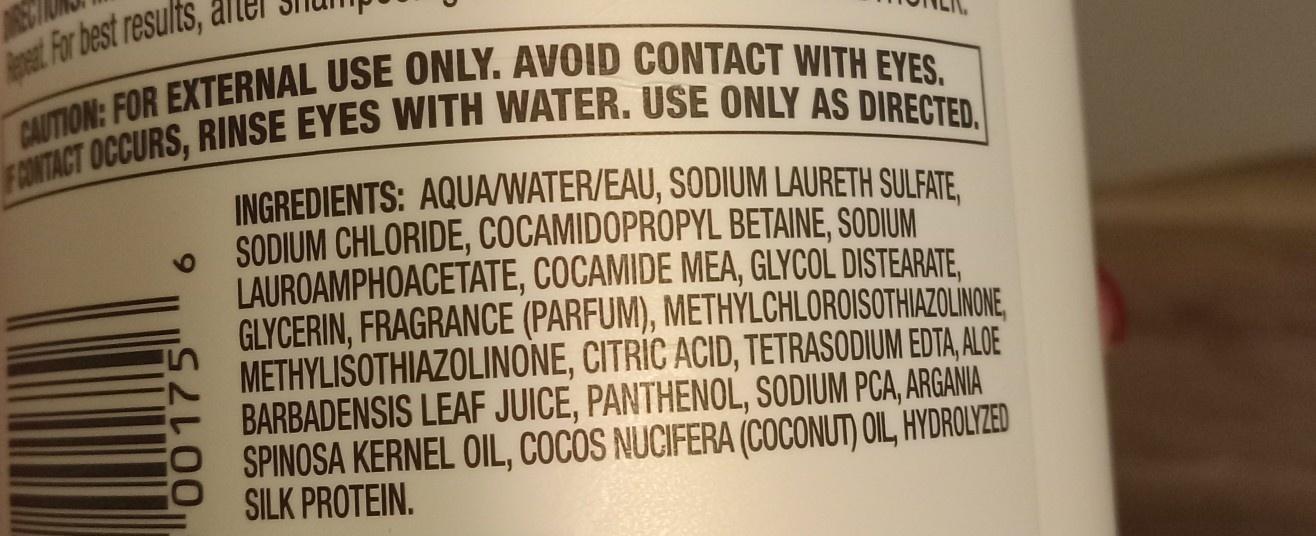 DIRECTIONS:
Repeat. For best results, after
CAUTION: FOR EXTERNAL USE ONLY. AVOID CONTACT WITH EYES.
IF CONTACT OCCURS, RINSE EYES WITH WATER. USE ONLY AS DIRECTED.
INGREDIENTS: AQUA/WATER/EAU, SODIUM LAURETH SULFATE,
SODIUM CHLORIDE, COCAMIDOPROPYL BETAINE, SODIUM
LAUROAMPHOACETATE, COCAMIDE MEA, GLYCOL DISTEARATE,
GLYCERIN, FRAGRANCE (PARFUM), METHYLCHLOROISOTHIAZOLINONE,
METHYLISOTHIAZOLINONE, CITRIC ACID, TETRASODIUM EDTA, ALOE
BARBADENSIS LEAF JUICE, PANTHENOL, SODIUM PCA, ARGANIA
SPINOSA KERNEL OIL, COCOS NUCIFERA (COCONUT) OIL, HYDROLYZED
SILK PROTEIN.
00175 6